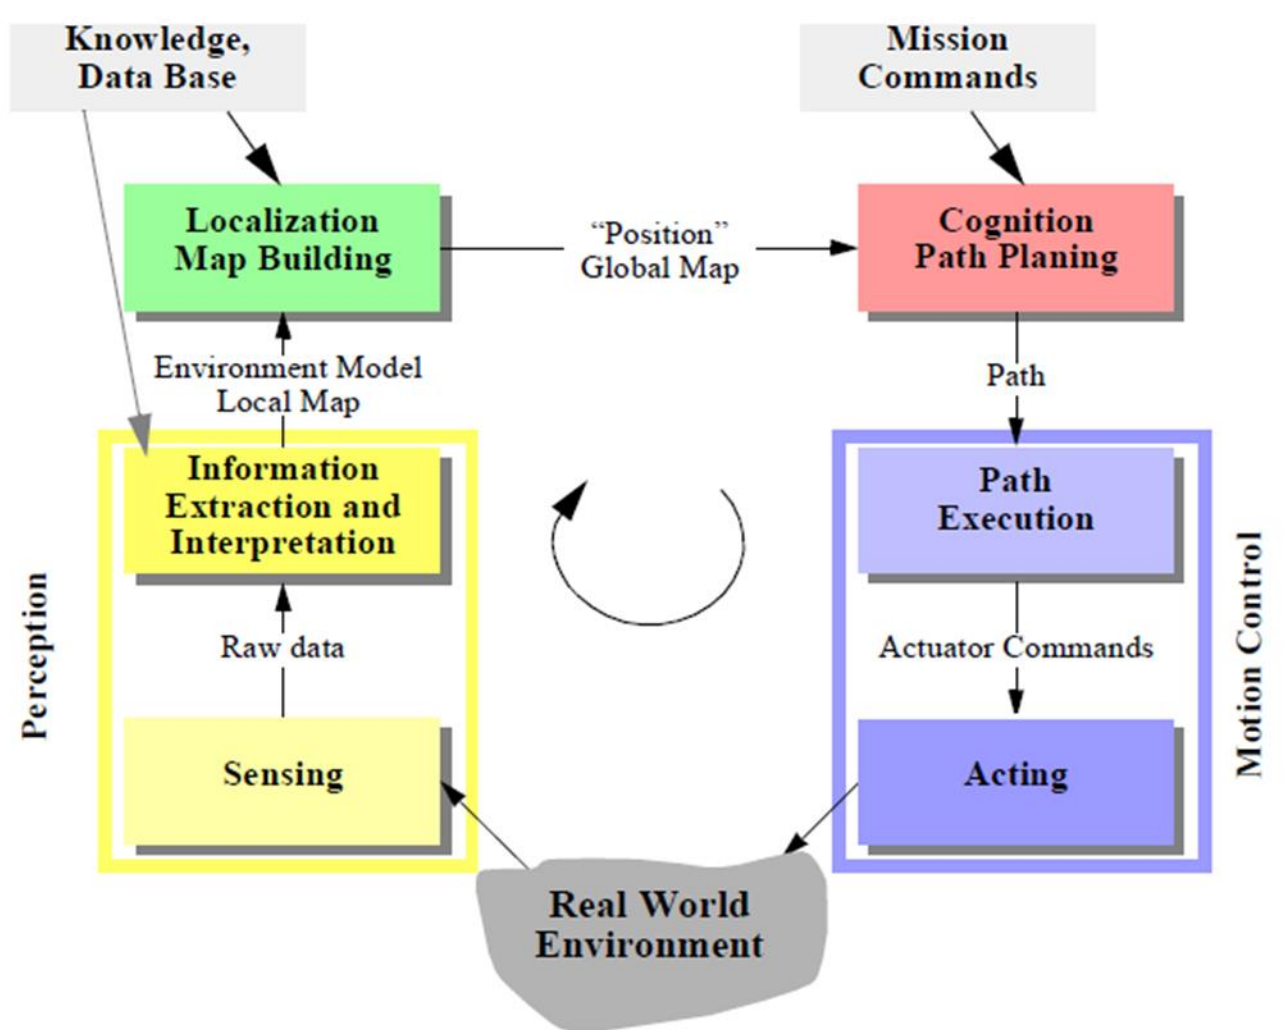 Knowledge,
Data Base
Mission
Commands
Localization
Map Building
“Position”
Global Map
Cognition
Path Planing
Environment Model
Local Map
Path
Information
Extraction and
Interpretation
Path
Execution
Perception
Raw data
Actuator Commands
Motion Control
Sensing
Acting
Real World
Environment